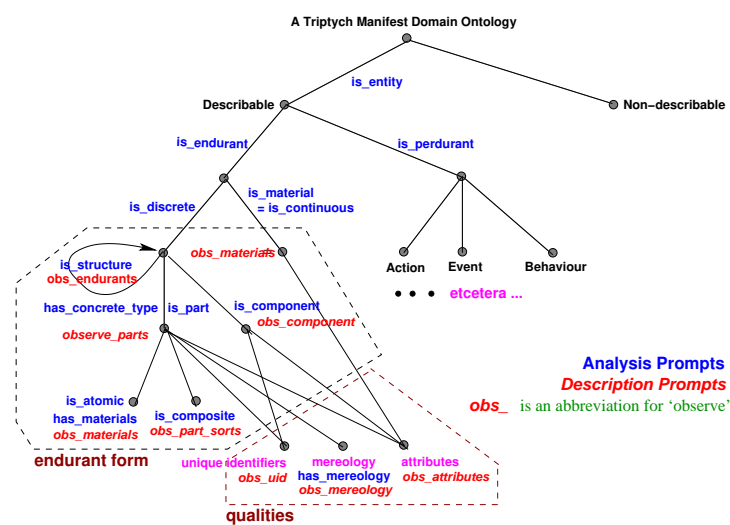 A Triptych Manifest Domain Ontology
is_entity
Describable
Non−describable
is_endurant
is_perdurant
is_discrete
is_material
= is_continuous
obs_materials
is_structure
obs_endurants
Action
Event
Behaviour
• • • etcetera ...
has_concrete_type
is_part
is_component
obs_component
observe_parts
Analysis Prompts
Description Prompts
obs_ is an abbreviation for ‘observe’
is_atomic
has_materials
obs_materials
is_composite
obs_part_sorts
endurant form
unique identifiers
obs_uid
mereology
has_mereology
obs_mereology
attributes
obs_attributes
qualities